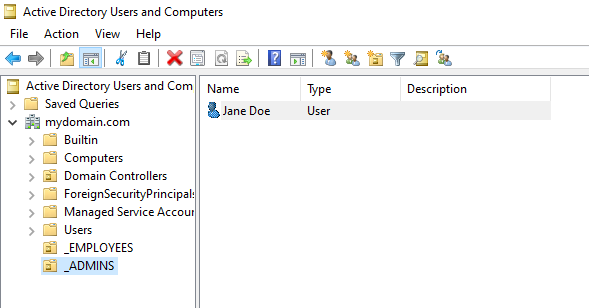 Active Directory Users and Computers
File Action View Help
Active Directory Users and Com
Saved Queries
mydomain.com
Builtin
Computers
Domain Controllers
ForeignSecurityPrincipals
Managed Service Accour
Users
_EMPLOYEES
_ADMINS
Name Type Description
Jane Doe User